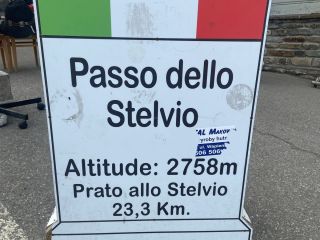 Passo dello
Stelvio
Altitude: 2758m
Prato allo Stelvio
23,3 Km.